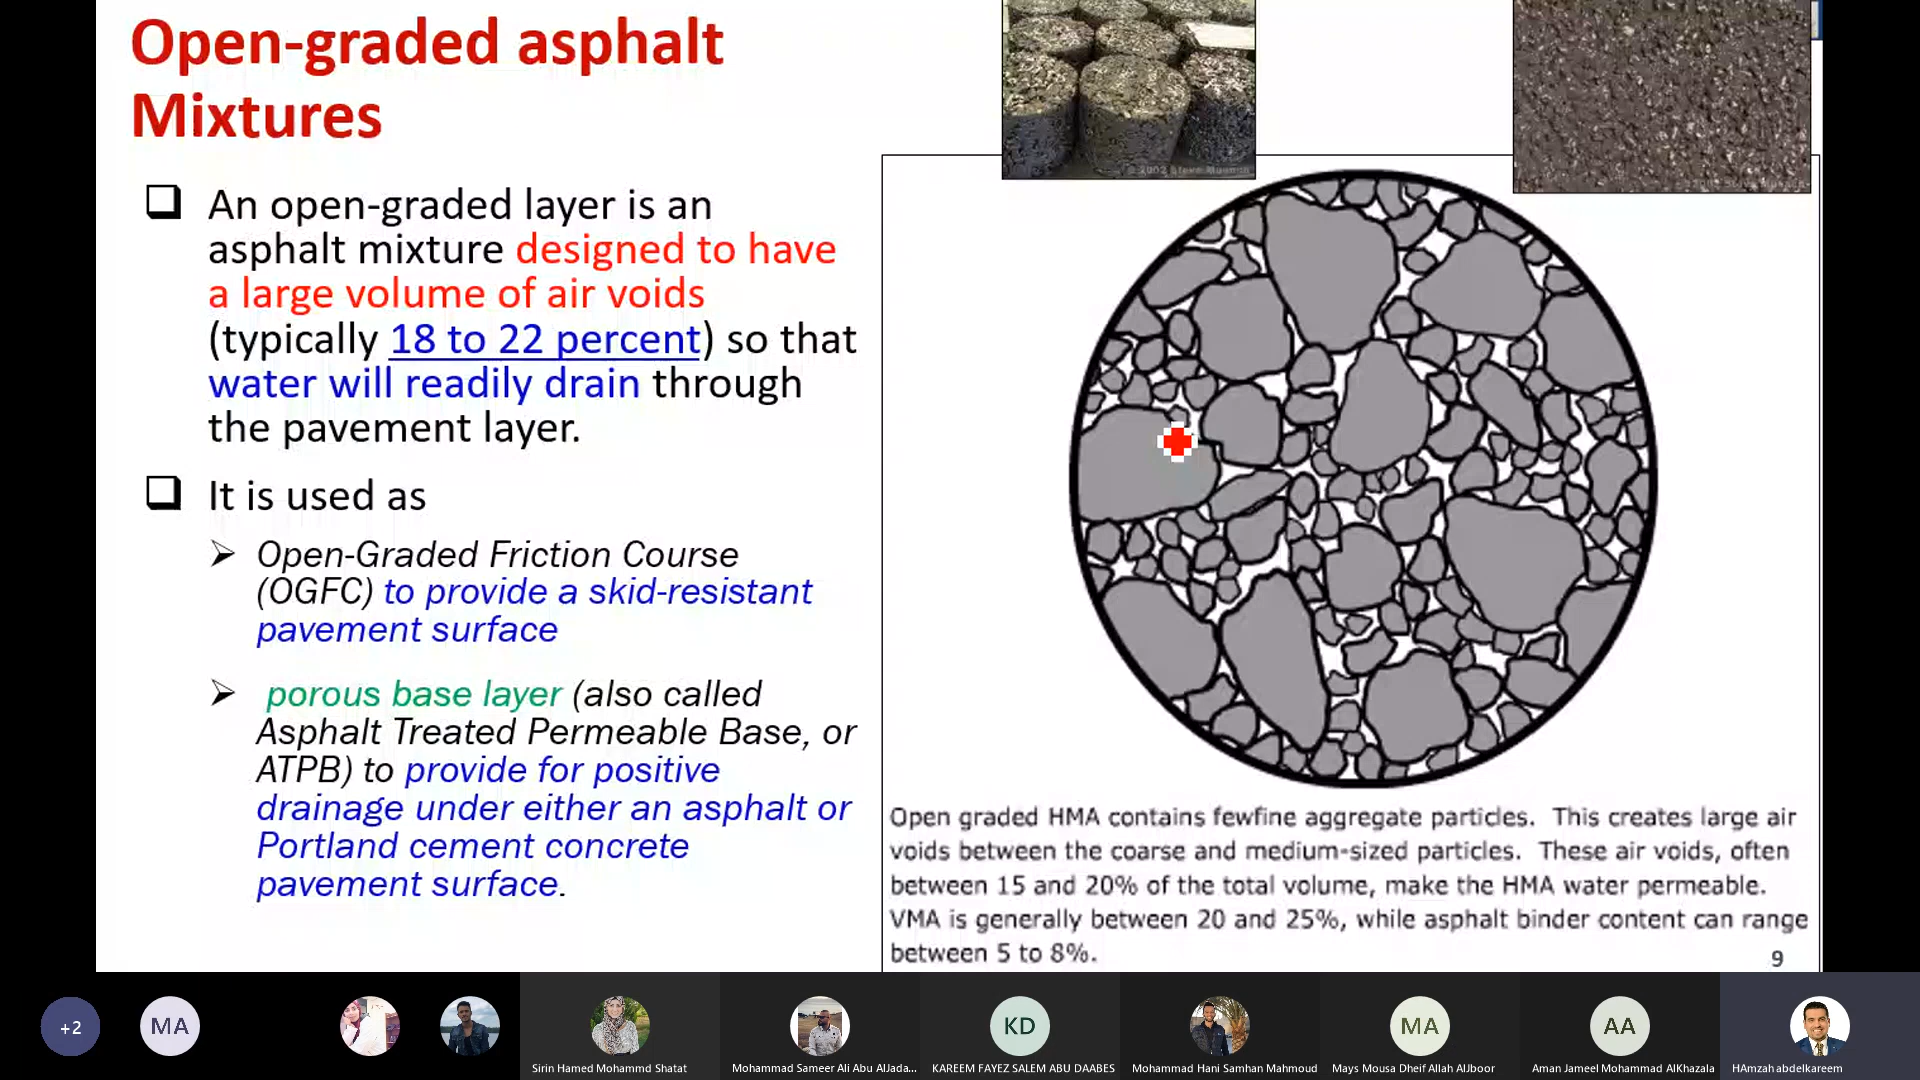 Open-graded asphalt
Mixtures
❑ An open-graded layer is an
asphalt mixture designed to have
a large volume of air voids
(typically 18 to 22 percent) so that
water will readily drain through
the pavement layer.
❑ It is used as
➢ Open-Graded Friction Course
(OGFC) to provide a skid-resistant
pavement surface
➢ porous base layer (also called
Asphalt Treated Permeable Base, or
ATPB) to provide for positive
drainage under either an asphalt or
Portland cement concrete
pavement surface.
© 2002 Steve Muench
Open graded HMA contains fewfine aggregate particles. This creates large air
voids between the coarse and medium-sized particles. These air voids, often
between 15 and 20% of the total volume, make the HMA water permeable.
VMA is generally between 20 and 25%, while asphalt binder content can range
between 5 to 8%.
9
+2
MA
KD
MA
AA
Sirin Hamed Mohammd Shatat
Mohammad Sameer Ali Abu AlJada...
KAREEM FAYEZ SALEM ABU DAABES
Mohammad Hani Samhan Mahmoud
Mays Mousa Dheif Allah AlJboor
Aman Jameel Mohammad AlKhazala
HAmzah abdelkareem